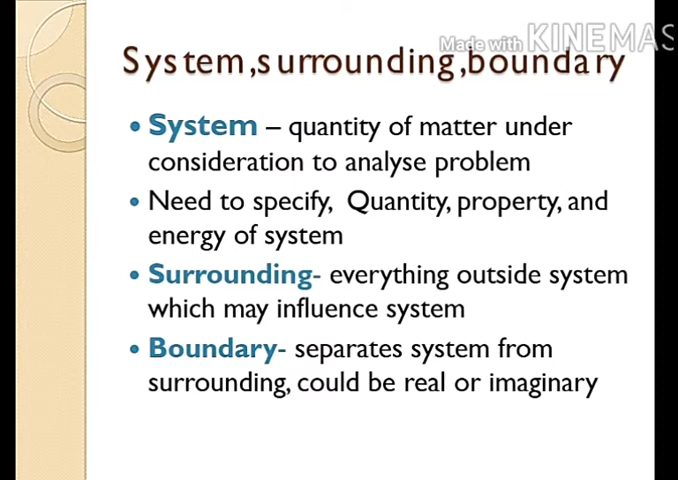 Made with KINEMAS
System,surrounding,boundary
• System – quantity of matter under
consideration to analyse problem
• Need to specify, Quantity, property, and
energy of system
• Surrounding- everything outside system
which may influence system
• Boundary- separates system from
surrounding, could be real or imaginary